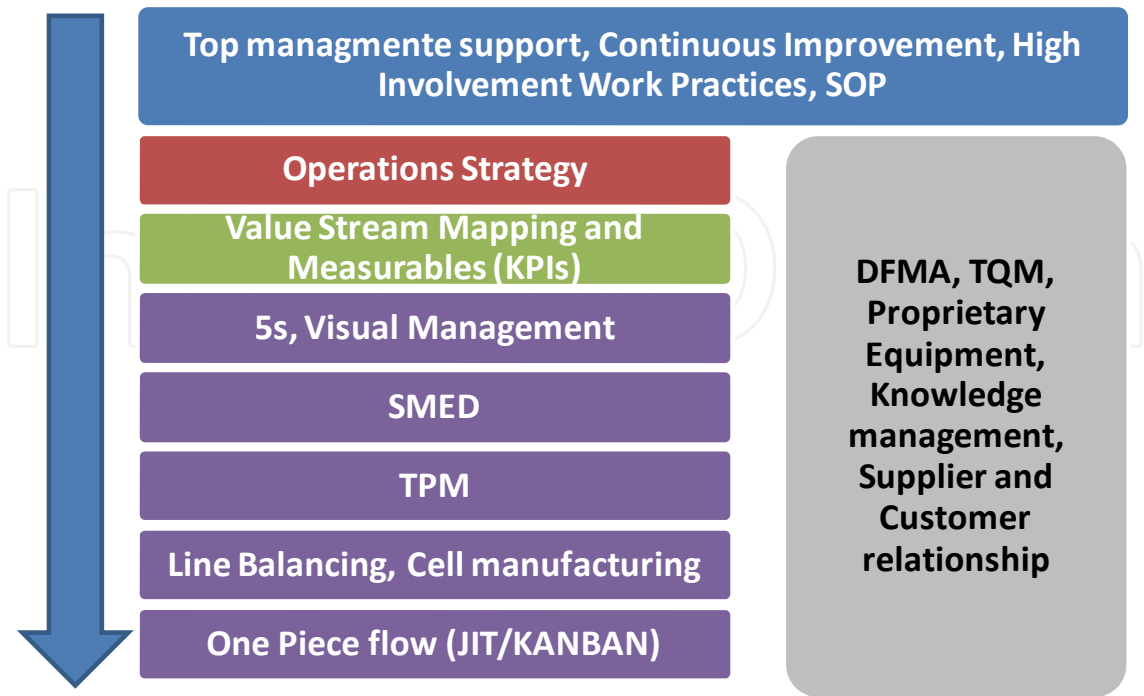 Top managmente support, Continuous Improvement, High
Involvement Work Practices, SOP
Operations Strategy
Value Stream Mapping and
Measurables (KPIs)
5s, Visual Management
SMED
TPM
Line Balancing, Cell manufacturing
One Piece flow (JIT/KANBAN)
DFMA, TQM,
Proprietary
Equipment,
Knowledge
management,
Supplier and
Customer
relationship